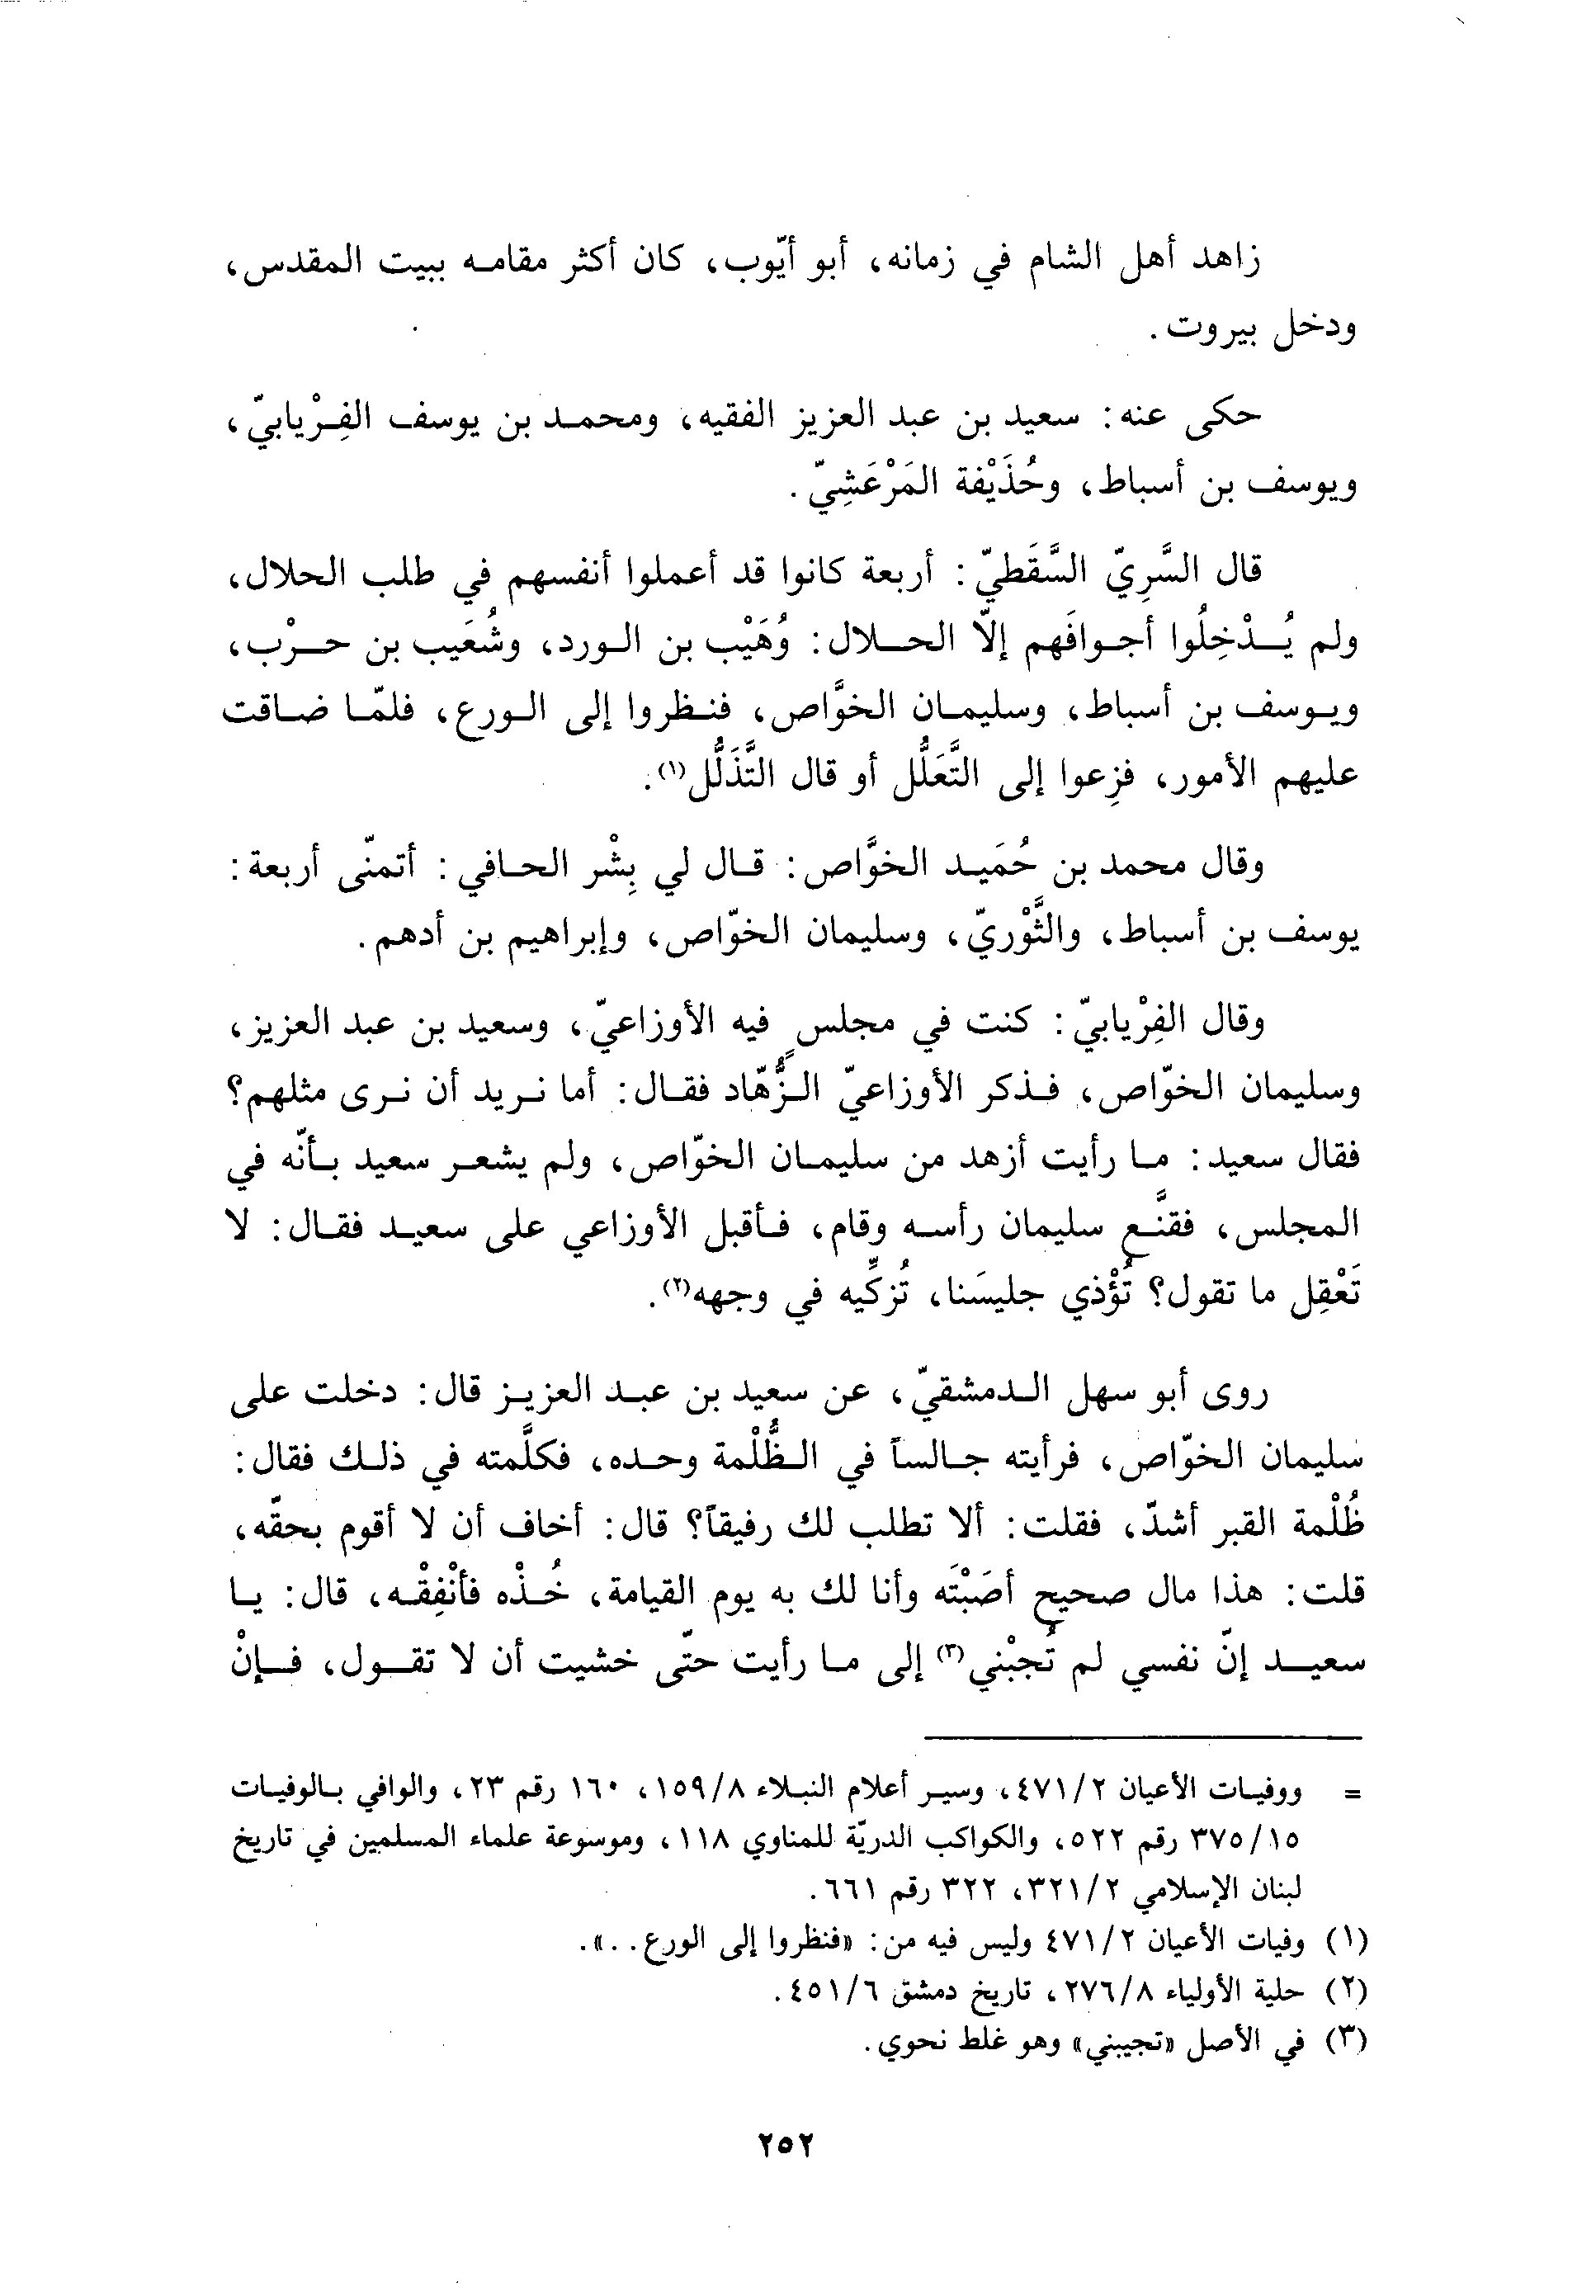 زاهد أهل الشام في زمانه، أبو أيّوب، كان أكثر مقامه ببيت المقدس،
ودخل بيروت.
حكى عنه: سعيد بن عبد العزيز الفقيه، ومحمد بن يوسف الفِرْيابيّ،
ويوسف بن أسباط، وحُذَيْفة المَرْعَشِيّ.
قال السَّرِيّ السَّقَطيّ: أربعة كانوا قد أعملوا أنفسهم في طلب الحلال،
ولم يُدْخِلُوا أجوافَهم إلّا الحلال: وُهَيْب بن الورد، وشُعَيب بن حرْب،
ويوسف بن أسباط، وسليمان الخوَّاص، فنظروا إلى الورع، فلمّا ضاقت
عليهم الأمور، فزِعوا إلى التَّعَلُّل أو قال التَّذَلُّل(١).
وقال محمد بن حُمَيد الخوَّاص: قال لي بِشْر الحافي: أتمنّى أربعة:
يوسف بن أسباط، والثَّوْريّ، وسليمان الخوّاص، وإبراهيم بن أدهم.
وقال الفِرْيابيّ: كنت في مجلسٍ فيه الأوزاعيّ، وسعيد بن عبد العزيز،
وسليمان الخوّاص، فذكر الأوزاعيّ الزُّهّاد فقال: أما نريد أن نرى مثلهم؟
فقال سعيد: ما رأيت أزهد من سليمان الخوّاص، ولم يشعر سعيد بأنّه في
المجلس، فقنَّع سليمان رأسه وقام، فأقبل الأوزاعي على سعيد فقال: لا
تَعْقِل ما تقول؟ تُؤْذي جليسَنا، تُزكِّيه في وجهه(٢).
روى أبو سهل الدمشقيّ، عن سعيد بن عبد العزيز قال: دخلت على
سليمان الخوّاص، فرأيته جالساً في الظُّلْمة وحده، فكلَّمته في ذلك فقال:
ظُلْمة القبر أشدّ، فقلت: ألا تطلب لك رفيقاً؟ قال: أخاف أن لا أقوم بحقّه،
قلت: هذا مال صحيح أصَبْتَه وأنا لك به يوم القيامة، خُذْه فأنْفِقْه، قال: يا
سعيد إنّ نفسي لم تُجبْني(٣) إلى ما رأيت حتّى خشيت أن لا تقول، فإنْ
= ووفيات الأعيان ٤٧١/٢، وسير أعلام النبلاء ١٥٩/٨، ١٦٠ رقم ٢٣، والوافي بالوفيات
٣٧٥/١٥ رقم ٥٢٢، والكواكب الدريّة للمناوي ١١٨، وموسوعة علماء المسلمين في تاريخ
لبنان الإسلامي ٣٢١/٢، ٣٢٢ رقم ٦٦١.
(١) وفيات الأعيان ٤٧١/٢ وليس فيه من: «فنظروا إلى الورع..».
(٢) حلية الأولياء ٢٧٦/٨، تاريخ دمشق ٤٥١/٦.
(٣) في الأصل «تجيبني» وهو غلط نحوي.
٢٥٢